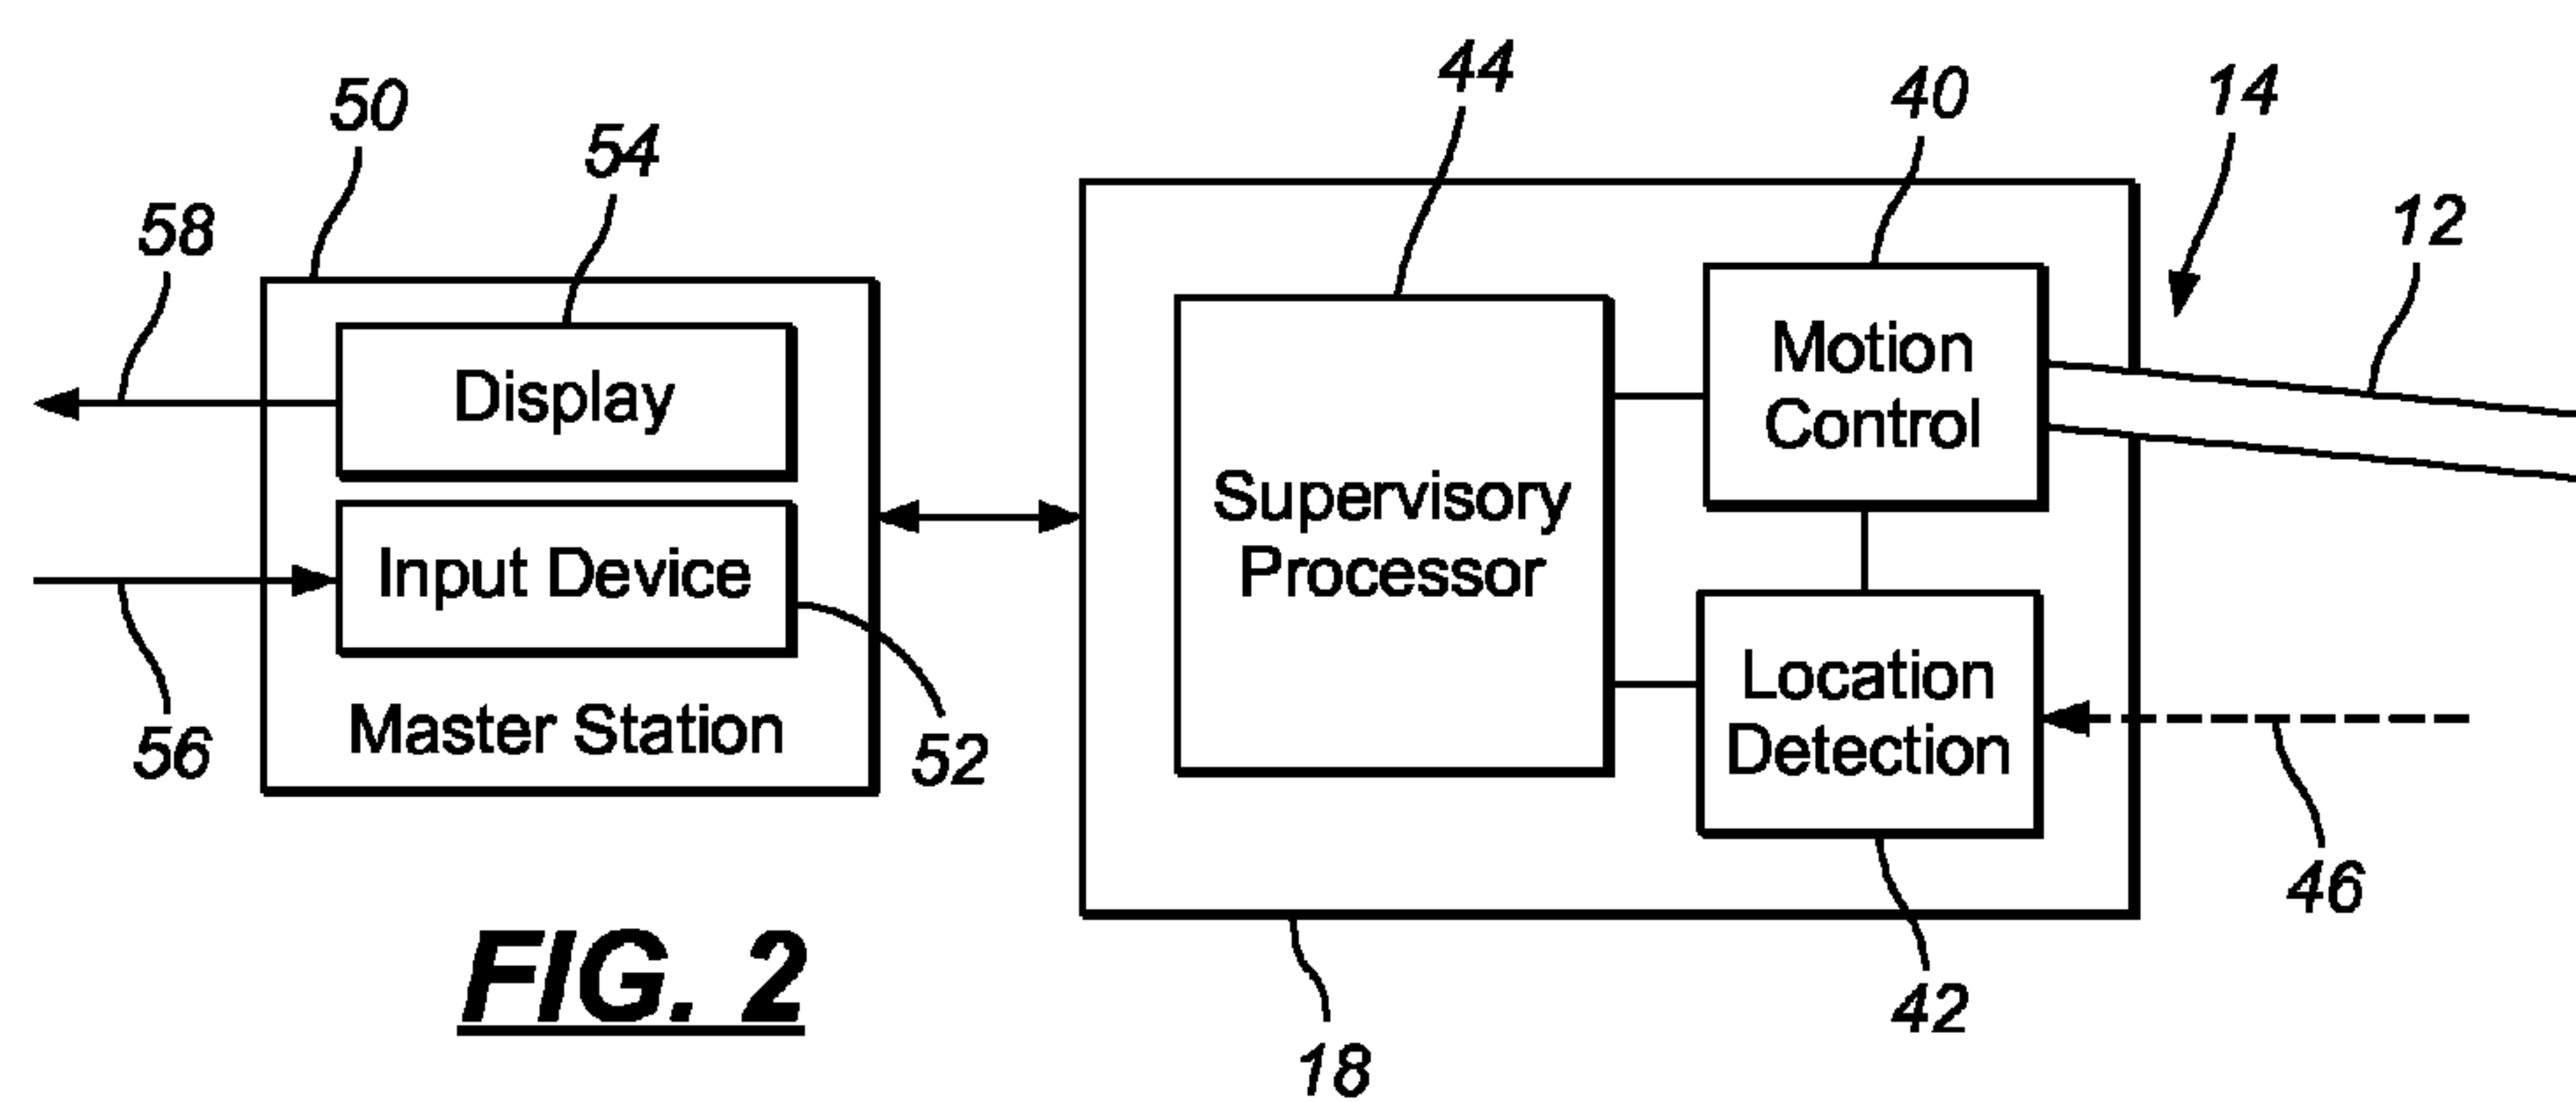 44
40
14
50
54
12
58
Display
Motion
Control
Supervisory
Processor
Input Device
Location
Detection
Master Station
56
52
46
FIG. 2
42
18